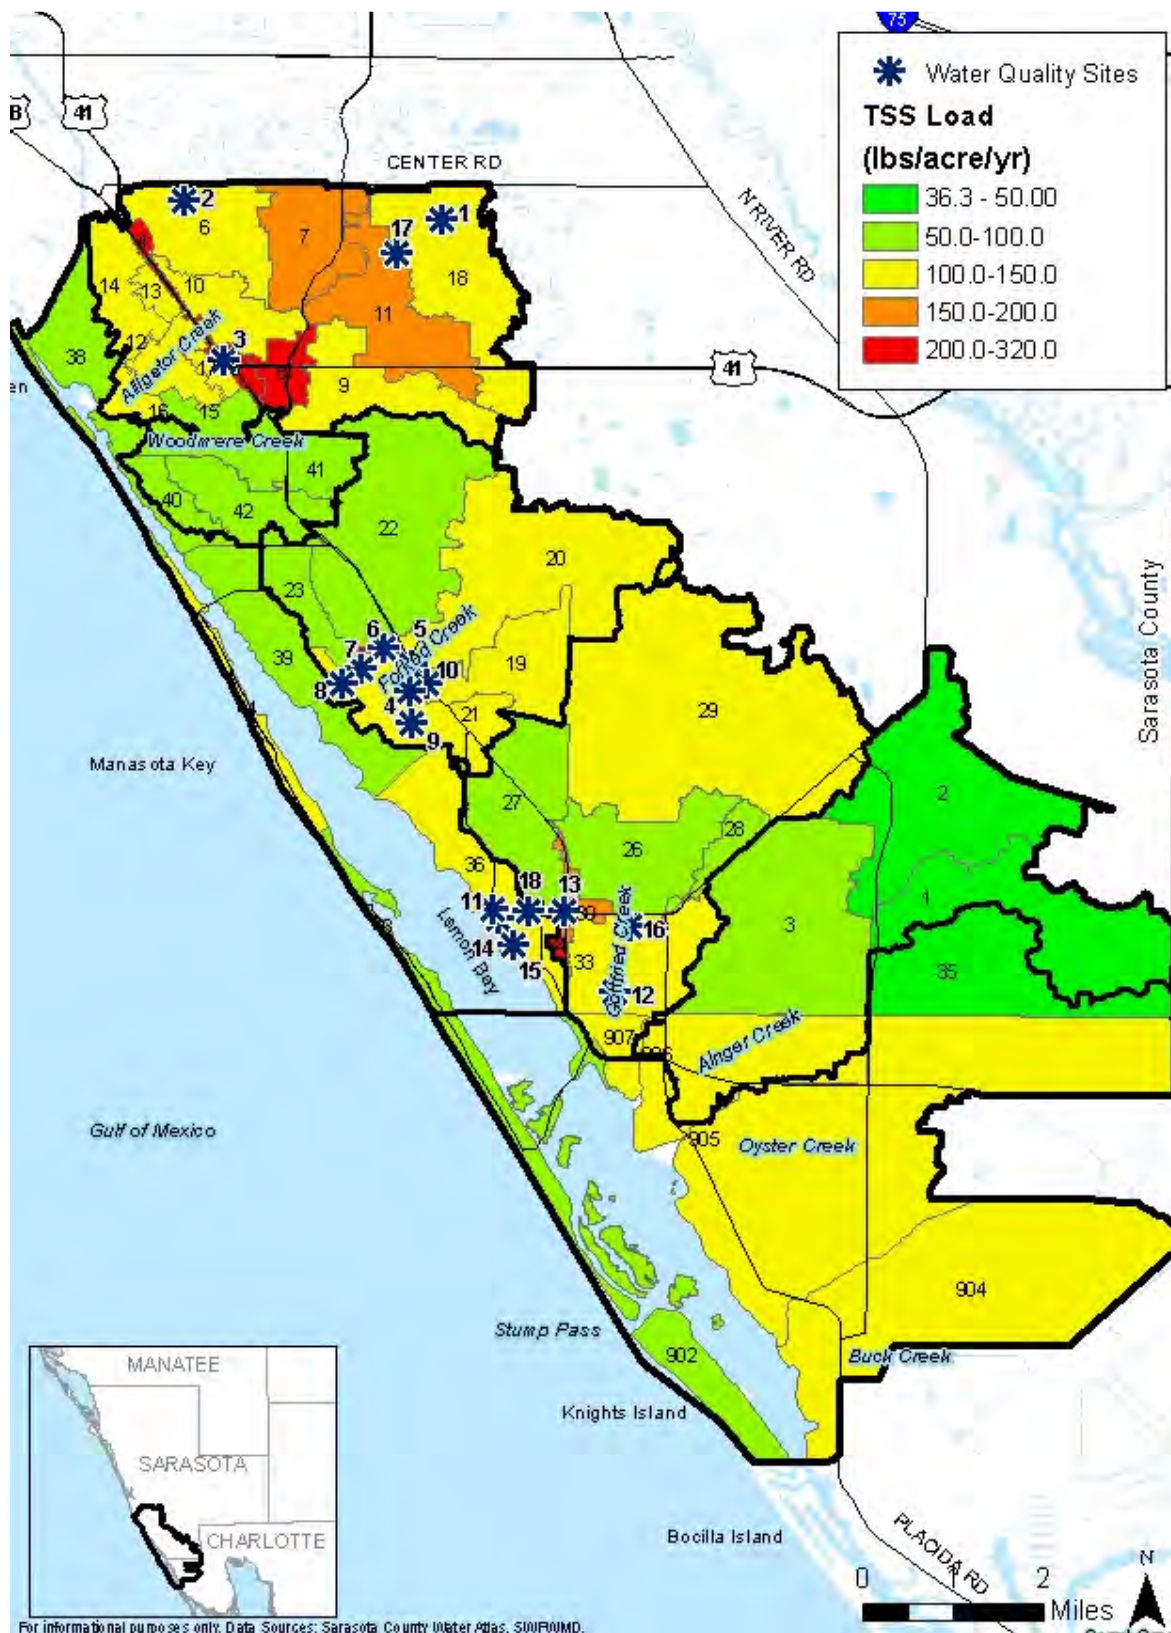 75
Water Quality Sites
TSS Load
(lbs/acre/yr)
36.3 - 50.00
50.0-100.0
100.0-150.0
150.0-200.0
200.0-320.0
41
CENTER RD
N RIVER RD
2
6
7
1
17
18
14
13
10
11
3
12
Alligator Creek
38
9
41
16
15
Woodmere Creek
41
40
42
22
20
23
6
5
7
Forked Creek
10
19
39
8
4
21
9
29
Sarasota County
Manasota Key
2
27
28
26
36
18
13
11
1
3
Lemon Bay
16
14
33
Gottfried Creek
15
35
12
907
Ainger Creek
Gulf of Mexico
905
Oyster Creek
904
Stump Pass
902
Buck Creek
Knights Island
MANATEE
SARASOTA
CHARLOTTE
Bocilla Island
PLACIDA RD
N
0
1
2
Miles
For informational purposes only. Data Sources: Sarasota County Water Atlas, SWFWMD.